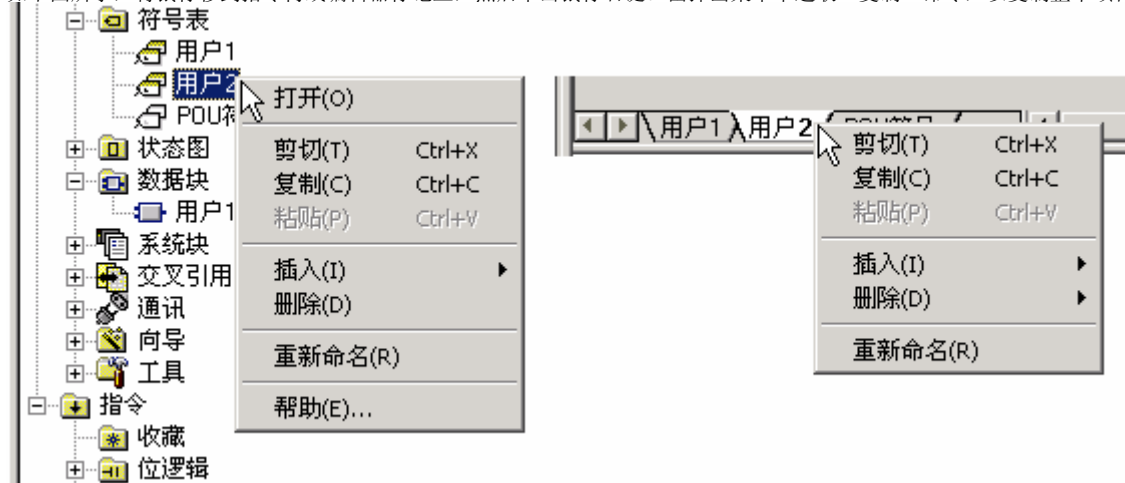 符号表
用户1
用户2
POU符
状态图
数据块
用户1
系统块
交叉引用
通讯
向导
工具
指令
收藏
位逻辑
打开(O)
剪切(T) Ctrl+X
复制(C) Ctrl+C
粘贴(P) Ctrl+V
插入(I)
删除(D)
重新命名(R)
帮助(E)...
用户1 用户2
剪切(T) Ctrl+X
复制(C) Ctrl+C
粘贴(P) Ctrl+V
插入(I)
删除(D)
重新命名(R)